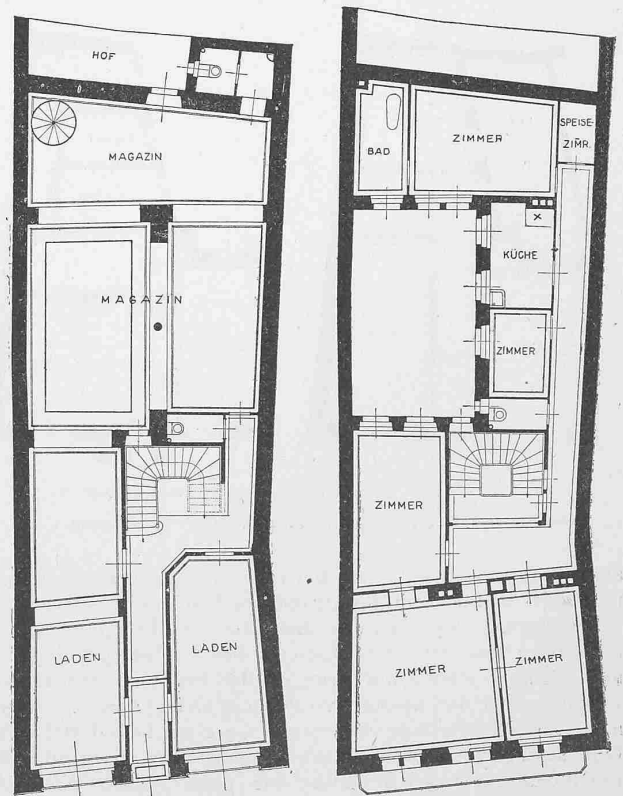 HOF
MAGAZIN
MAGAZIN
LADEN
LADEN
BAD
ZIMMER
SPEISE-
ZIMR.
KÜCHE
ZIMMER
ZIMMER
ZIMMER
ZIMMER